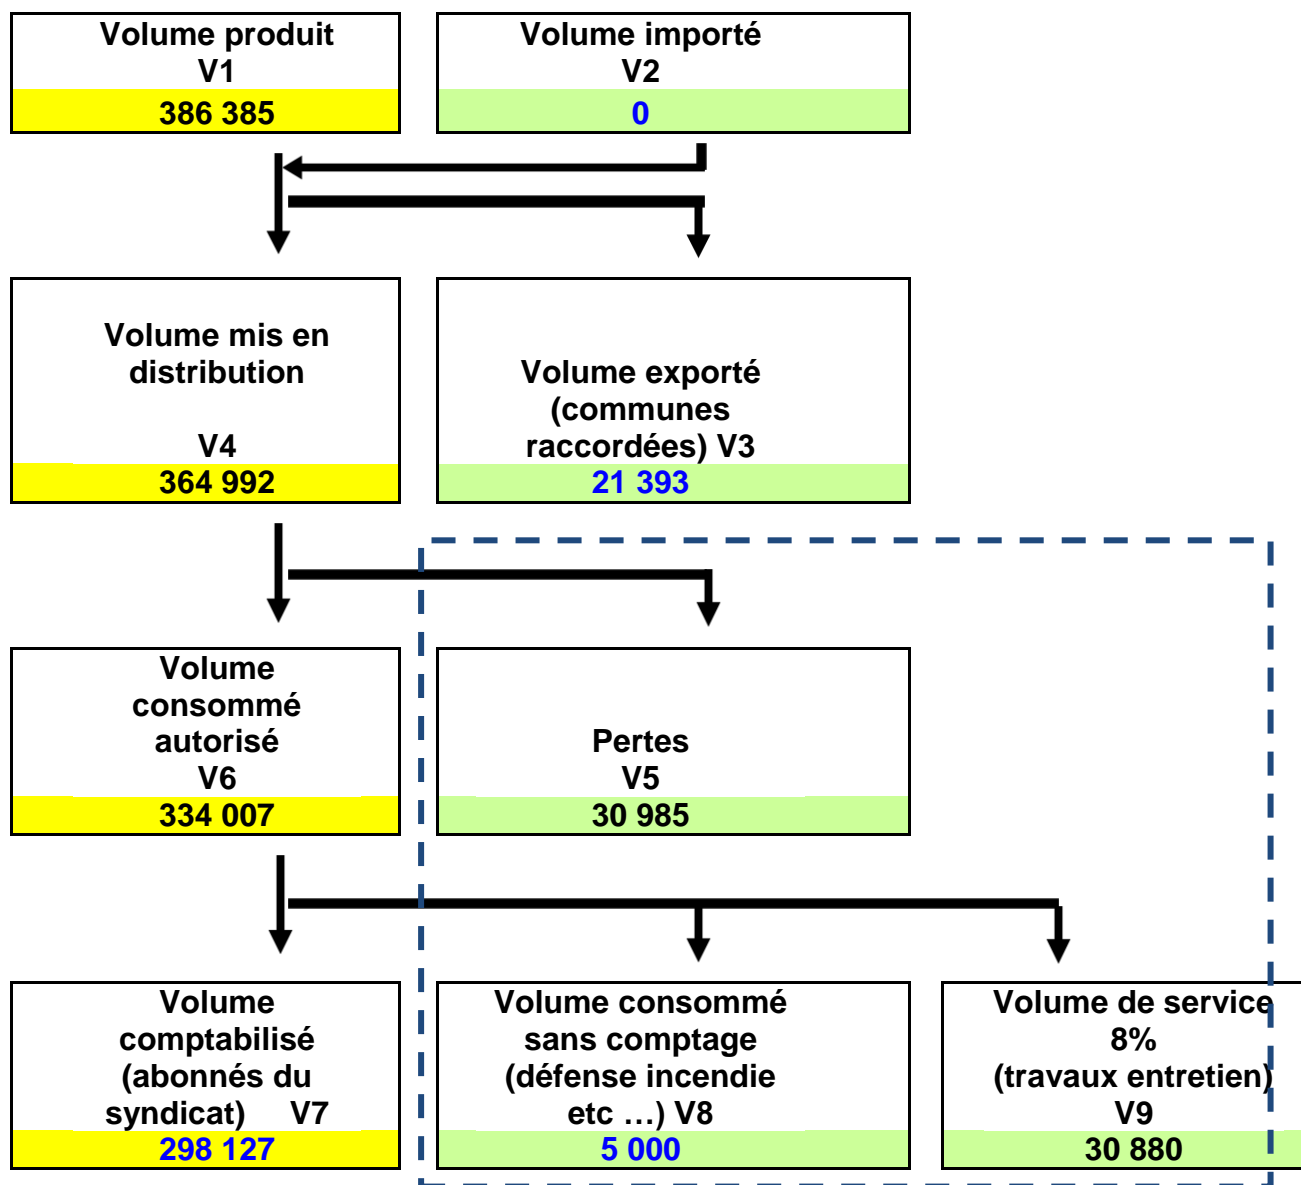 Volume produit
V1
386 385
Volume importé
V2
0
Volume mis en
distribution
V4
364 992
Volume exporté
(communes
raccordées) V3
21 393
Volume
consommé
autorisé
V6
334 007
Pertes
V5
30 985
Volume
comptabilisé
(abonnés du
syndicat) V7
298 127
Volume consommé
sans comptage
(défense incendie
etc …) V8
5 000
Volume de service
8%
(travaux entretien)
V9
30 880